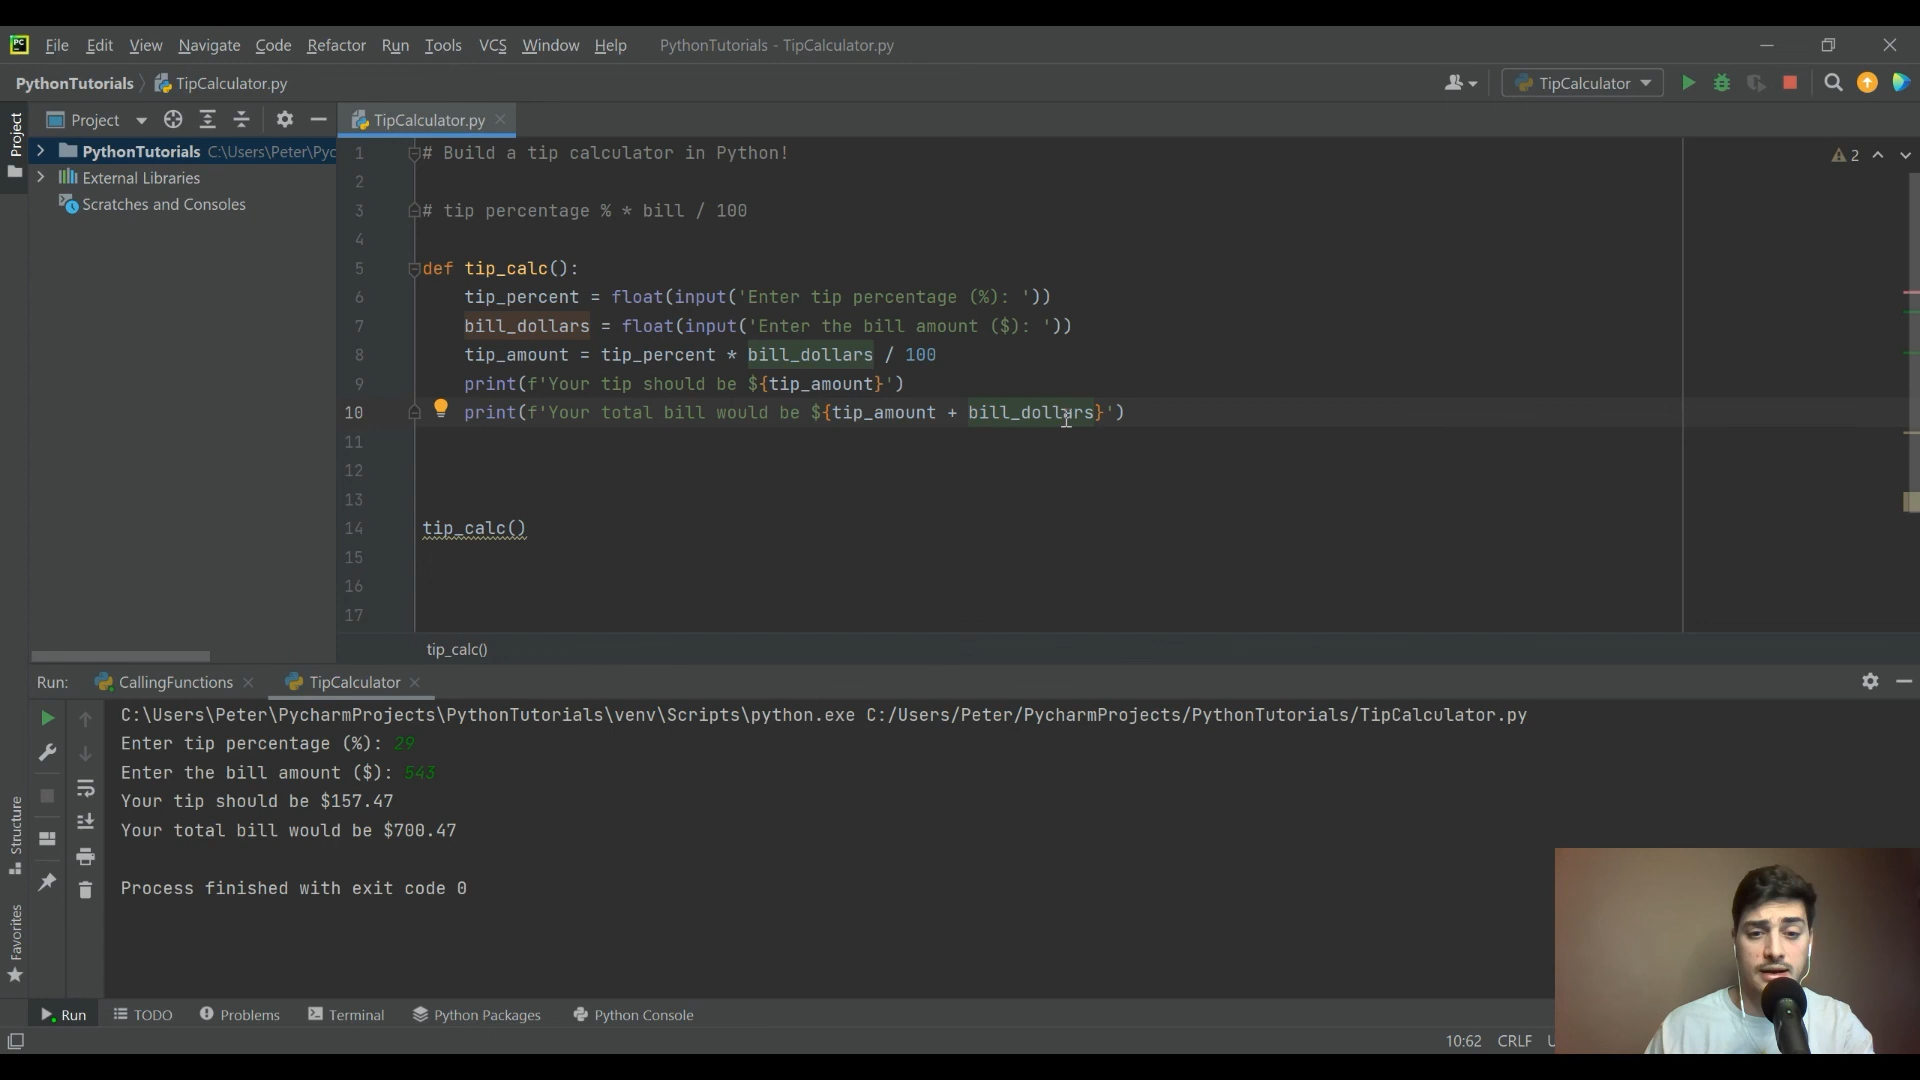 PC File Edit View Navigate Code Refactor Run Tools VCS Window Help PythonTutorials - TipCalculator.py
PythonTutorials TipCalculator.py TipCalculator
Project TipCalculator.py
Project
PythonTutorials C:\Users\Peter\Pyc
External Libraries
Scratches and Consoles
2
1 # Build a tip calculator in Python!
2
3 # tip percentage % * bill / 100
4
5 def tip_calc():
6 tip_percent = float(input('Enter tip percentage (%): '))
7 bill_dollars = float(input('Enter the bill amount ($): '))
8 tip_amount = tip_percent * bill_dollars / 100
9 print(f'Your tip should be ${tip_amount}')
10 print(f'Your total bill would be ${tip_amount + bill_dollars}')
11
12
13
14 tip_calc()
15
16
17
tip_calc()
Run: CallingFunctions TipCalculator
C:\Users\Peter\PycharmProjects\PythonTutorials\venv\Scripts\python.exe C:/Users/Peter/PycharmProjects/PythonTutorials/TipCalculator.py
Enter tip percentage (%): 29
Enter the bill amount ($): 543
Your tip should be $157.47
Your total bill would be $700.47
Process finished with exit code 0
Structure
Favorites
Run TODO Problems Terminal Python Packages Python Console
10:62 CRLF U